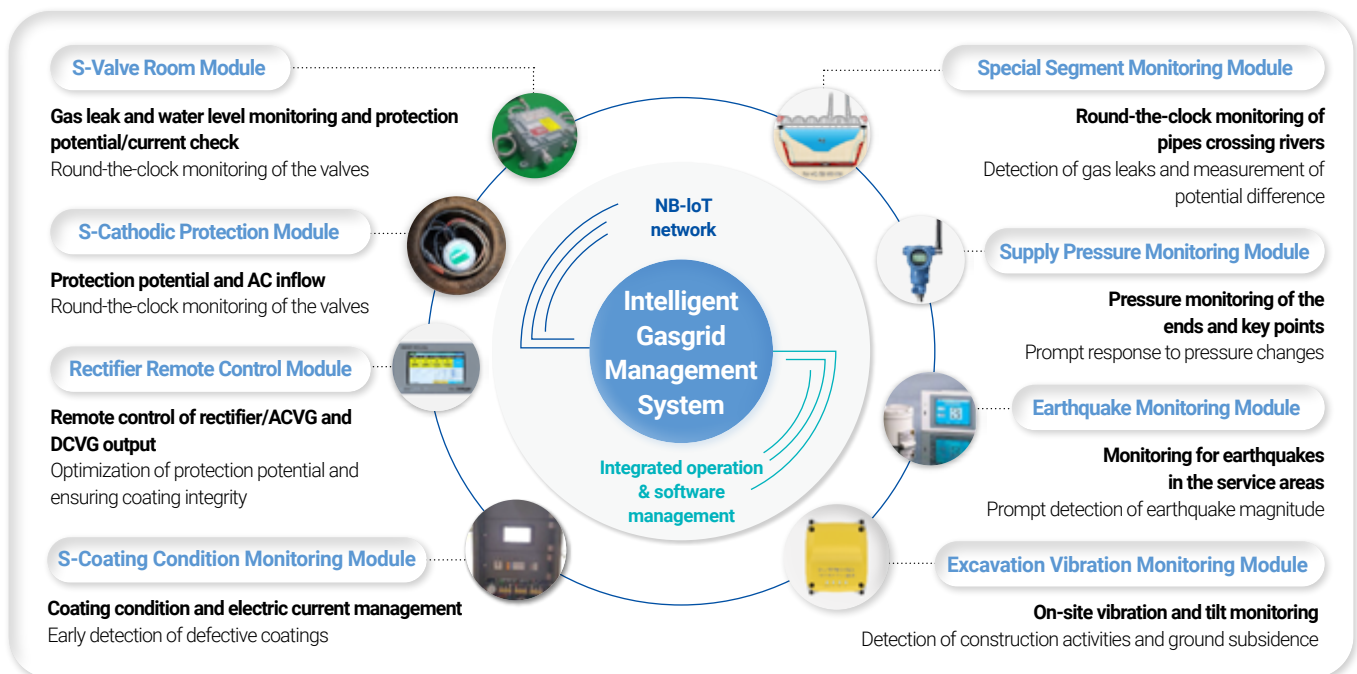 S-Valve Room Module
Gas leak and water level monitoring and protection
potential/current check
Round-the-clock monitoring of the valves
S-Cathodic Protection Module
Protection potential and AC inflow
Round-the-clock monitoring of the valves
Rectifier Remote Control Module
Remote control of rectifier/ACVG and
DCVG output
Optimization of protection potential and
ensuring coating integrity
S-Coating Condition Monitoring Module
Coating condition and electric current management
Early detection of defective coatings
NB-IoT
network
Intelligent
Gasgrid
Management
System
Integrated operation
& software
management
Special Segment Monitoring Module
Round-the-clock monitoring of
pipes crossing rivers
Detection of gas leaks and measurement of
potential difference
Supply Pressure Monitoring Module
Pressure monitoring of the
ends and key points
Prompt response to pressure changes
Earthquake Monitoring Module
Monitoring for earthquakes
in the service areas
Prompt detection of earthquake magnitude
Excavation Vibration Monitoring Module
On-site vibration and tilt monitoring
Detection of construction activities and ground subsidence